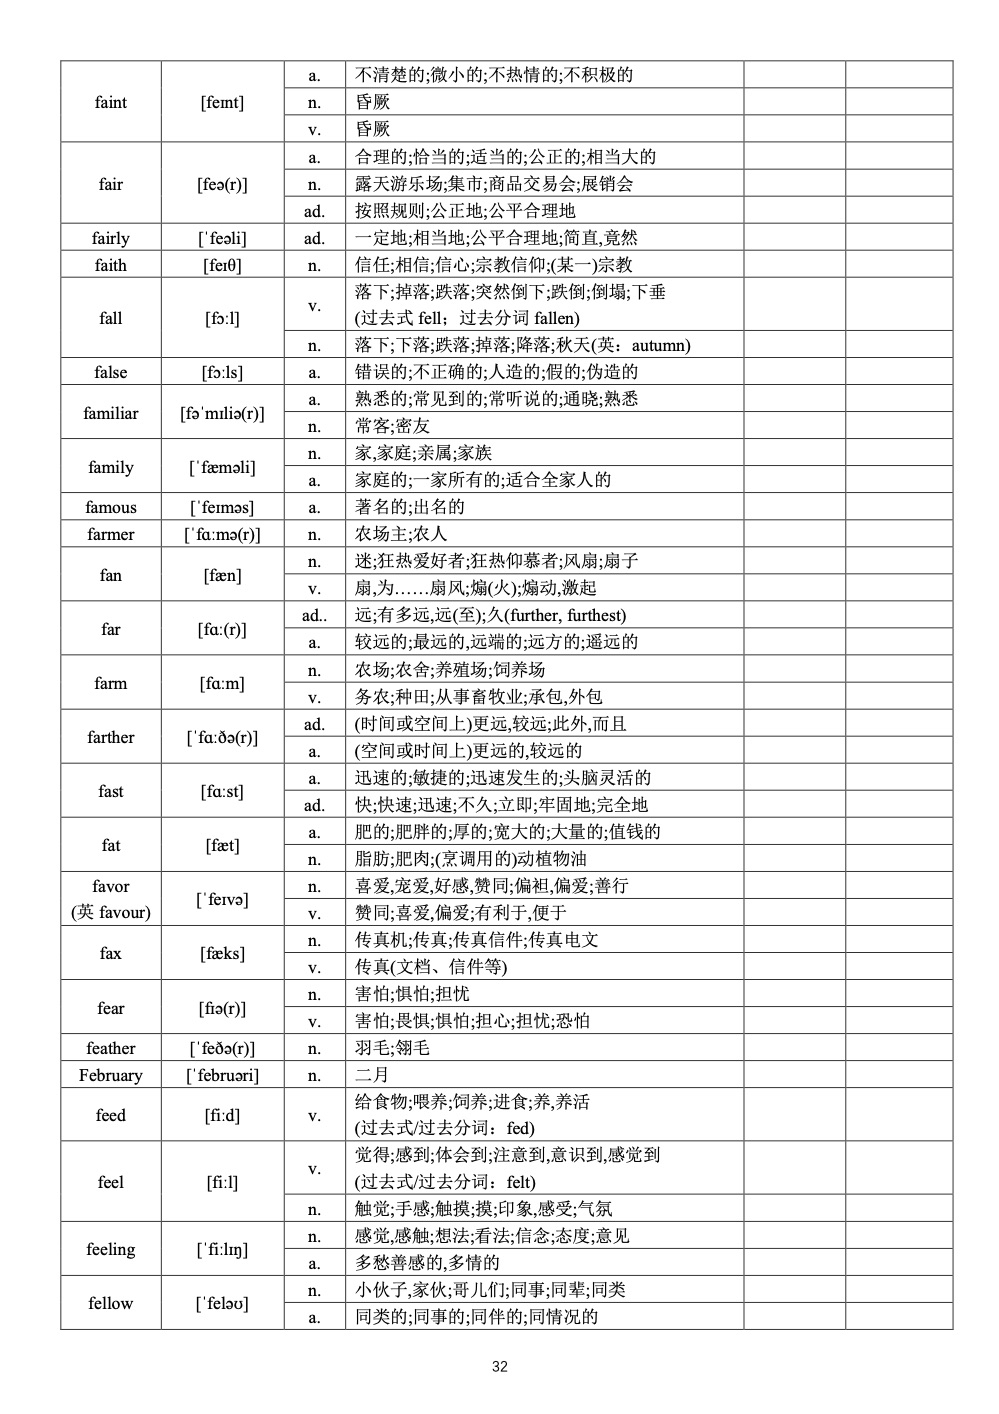 faint [feɪnt] a. 不清楚的;微小的;不热情的;不积极的
n. 昏厥
v. 昏厥
fair [feə(r)] a. 合理的;恰当的;适当的;公正的;相当大的
n. 露天游乐场;集市;商品交易会;展销会
ad. 按照规则;公正地;公平合理地
fairly [ˈfeəli] ad. 一定地;相当地;公平合理地;简直,竟然
faith [feɪθ] n. 信任;相信;信心;宗教信仰;(某一)宗教
fall [fɔːl] v. 落下;掉落;跌落;突然倒下;跌倒;倒塌;下垂
(过去式 fell；过去分词 fallen)
n. 落下;下落;跌落;掉落;降落;秋天(英：autumn)
false [fɔːls] a. 错误的;不正确的;人造的;假的;伪造的
familiar [fəˈmɪliə(r)] a. 熟悉的;常见到的;常听说的;通晓;熟悉
n. 常客;密友
family [ˈfæməli] n. 家,家庭;亲属;家族
a. 家庭的;一家所有的;适合全家人的
famous [ˈfeɪməs] a. 著名的;出名的
farmer [ˈfɑːmə(r)] n. 农场主;农人
fan [fæn] n. 迷;狂热爱好者;狂热仰慕者;风扇;扇子
v. 扇,为……扇风;煽(火);煽动,激起
far [fɑː(r)] ad.. 远;有多远,远(至);久(further, furthest)
a. 较远的;最远的,远端的;远方的;遥远的
farm [fɑːm] n. 农场;农舍;养殖场;饲养场
v. 务农;种田;从事畜牧业;承包,外包
farther [ˈfɑːðə(r)] ad. (时间或空间上)更远,较远;此外,而且
a. (空间或时间上)更远的,较远的
fast [fɑːst] a. 迅速的;敏捷的;迅速发生的;头脑灵活的
ad. 快;快速;迅速;不久;立即;牢固地;完全地
fat [fæt] a. 肥的;肥胖的;厚的;宽大的;大量的;值钱的
n. 脂肪;肥肉;(烹调用的)动植物油
favor
(英 favour) [ˈfeɪvə] n. 喜爱,宠爱,好感,赞同;偏袒,偏爱;善行
v. 赞同;喜爱,偏爱;有利于,便于
fax [fæks] n. 传真机;传真;传真信件;传真电文
v. 传真(文档、信件等)
fear [fɪə(r)] n. 害怕;惧怕;担忧
v. 害怕;畏惧;惧怕;担心;担忧;恐怕
feather [ˈfeðə(r)] n. 羽毛;翎毛
February [ˈfebruəri] n. 二月
feed [fiːd] v. 给食物;喂养;饲养;进食;养,养活
(过去式/过去分词：fed)
feel [fiːl] v. 觉得;感到;体会到;注意到,意识到,感觉到
(过去式/过去分词：felt)
n. 触觉;手感;触摸;摸;印象,感受;气氛
feeling [ˈfiːlɪŋ] n. 感觉,感触;想法;看法;信念;态度;意见
a. 多愁善感的,多情的
fellow [ˈfeləʊ] n. 小伙子,家伙;哥儿们;同事;同辈;同类
a. 同类的;同事的;同伴的;同情况的
32